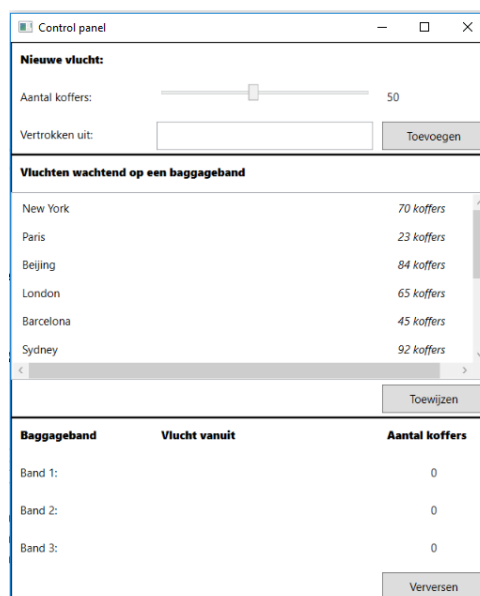 Control panel
Nieuwe vlucht:
Aantal koffers: 50
Vertrokken uit: Toevoegen
Vluchten wachtend op een baggageband
New York 70 koffers
Paris 23 koffers
Beijing 84 koffers
London 65 koffers
Barcelona 45 koffers
Sydney 92 koffers
Toewijzen
Baggageband Vlucht vanuit Aantal koffers
Band 1: 0
Band 2: 0
Band 3: 0
Verversen